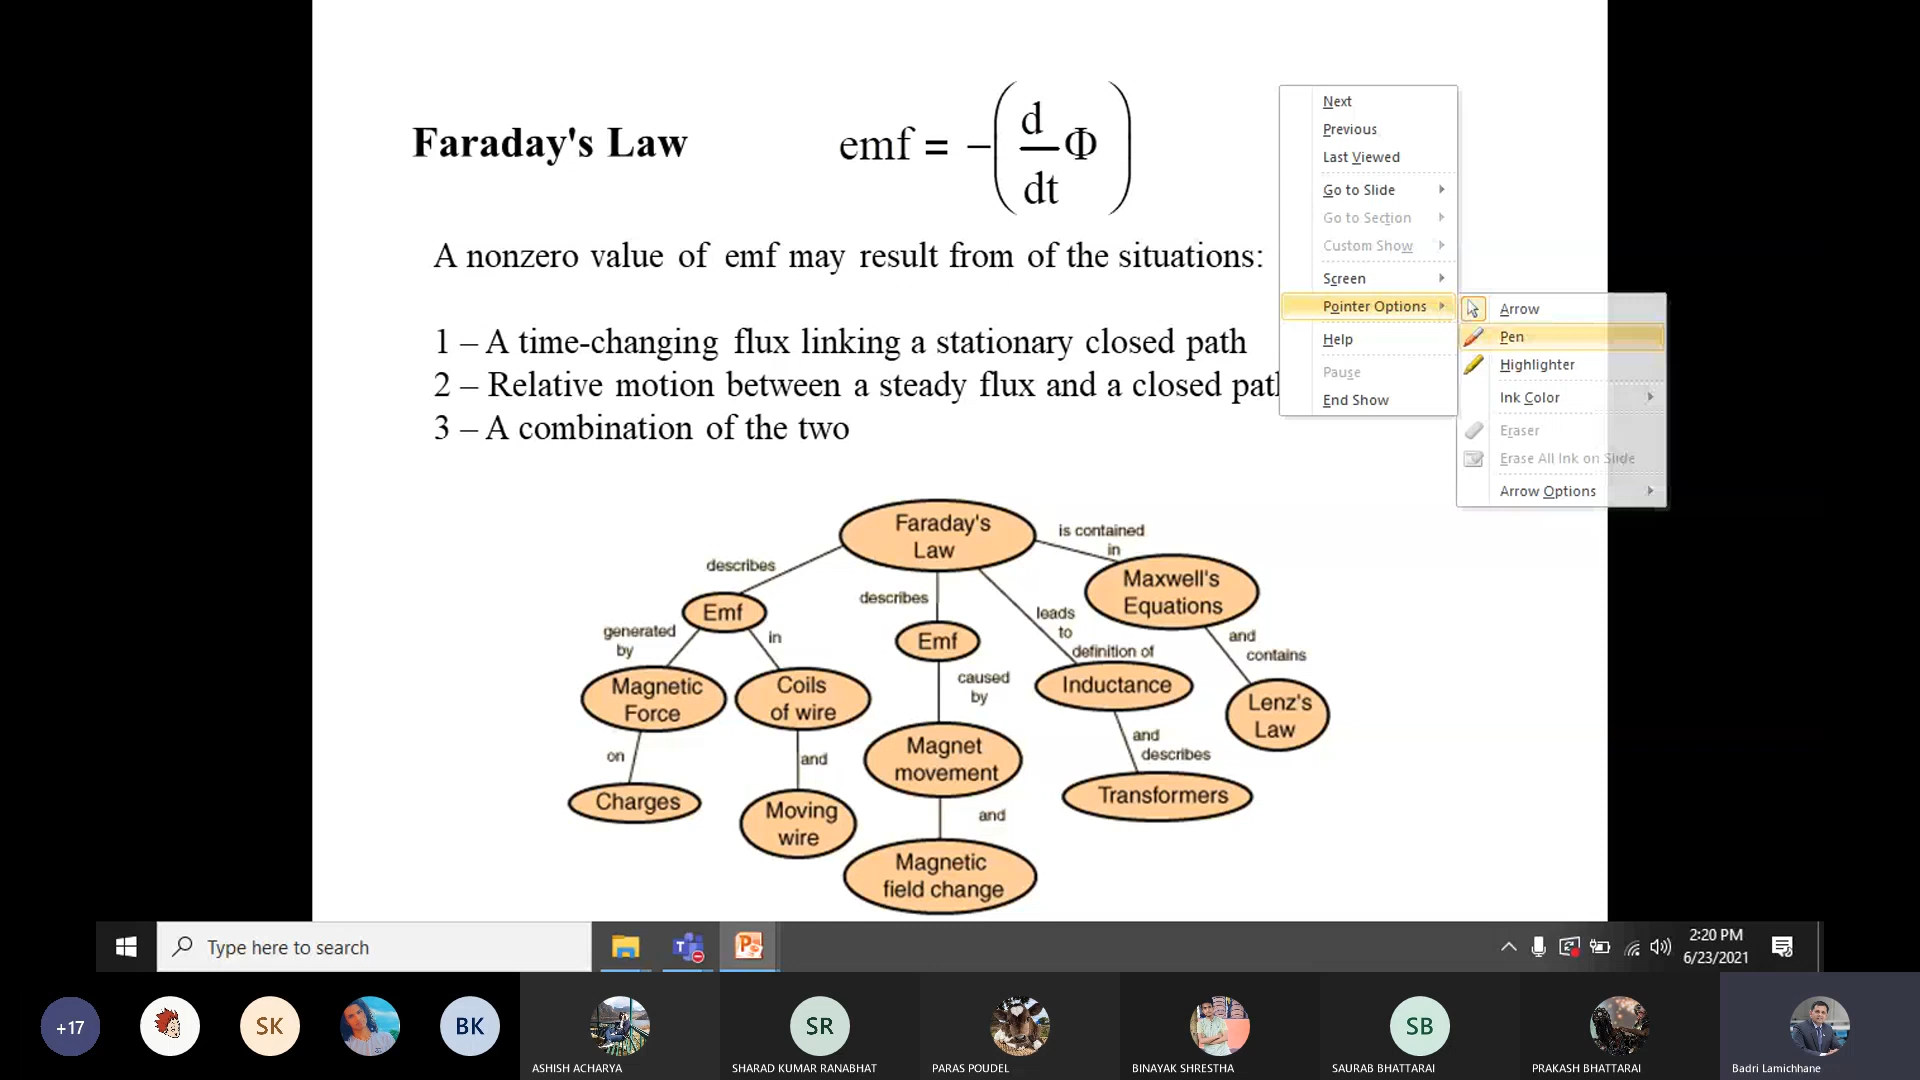 Faraday's Law
emf = −(d/dt Φ)
A nonzero value of emf may result from of the situations:
1 – A time-changing flux linking a stationary closed path
2 – Relative motion between a steady flux and a closed
3 – A combination of the two
Next
Previous
Last Viewed
Go to Slide
Go to Section
Custom Show
Screen
Pointer Options
Help
Pause
End Show
Arrow
Pen
Highlighter
Ink Color
Eraser
Erase All Ink on Slide
Arrow Options
Faraday's
Law
describes
Emf
generated
by
Magnetic
Force
on
Charges
in
Coils
of wire
and
Moving
wire
describes
Emf
caused
by
Magnet
movement
and
Magnetic
field change
leads
to
definition of
Inductance
and
describes
Transformers
is contained
in
Maxwell's
Equations
and
contains
Lenz's
Law
Type here to search
2:20 PM
6/23/2021
+17
SK
BK
ASHISH ACHARYA
SR
SHARAD KUMAR RANABHAT
PARAS POUDEL
BINAYAK SHRESTHA
SB
SAURAB BHATTARAI
PRAKASH BHATTARAI
Badri Lamichhane